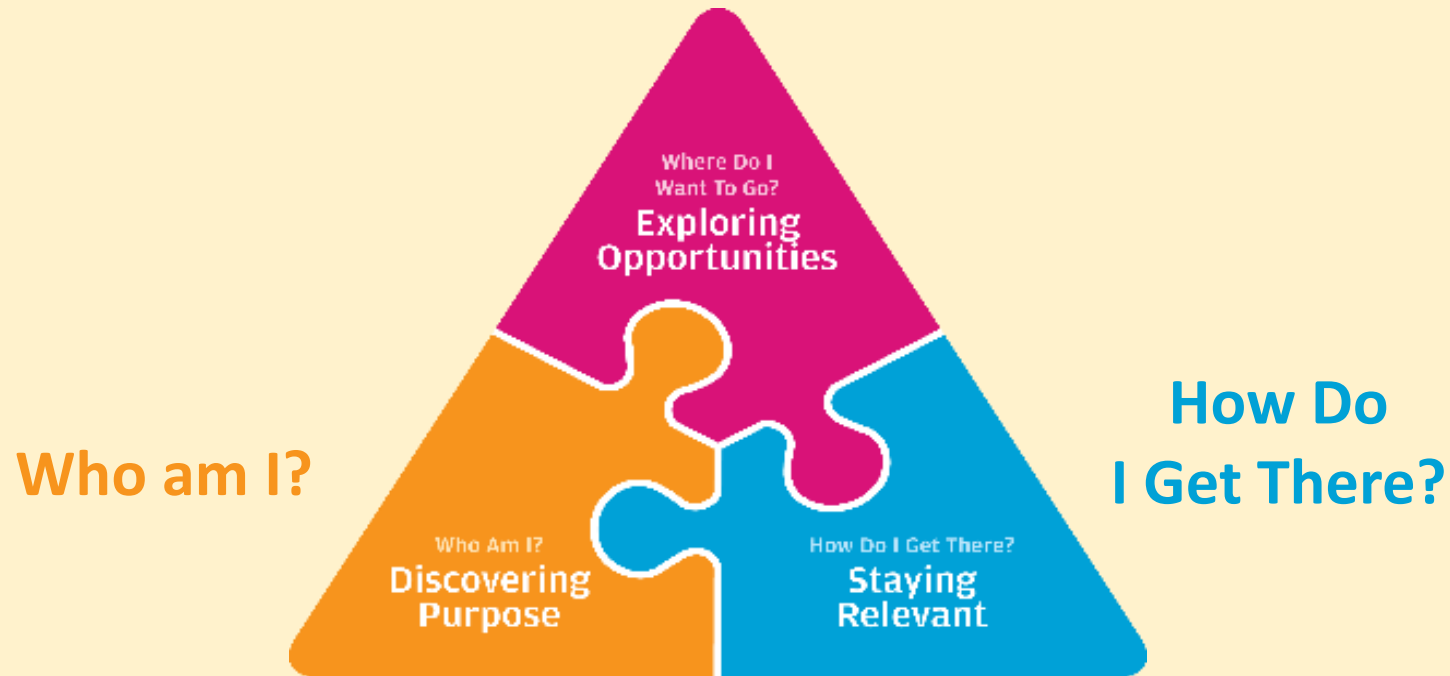 Where Do I
Want To Go?
Exploring
Opportunities
Who am I?
Who Am I?
Discovering
Purpose
How Do I Get There?
Staying
Relevant
How Do
I Get There?